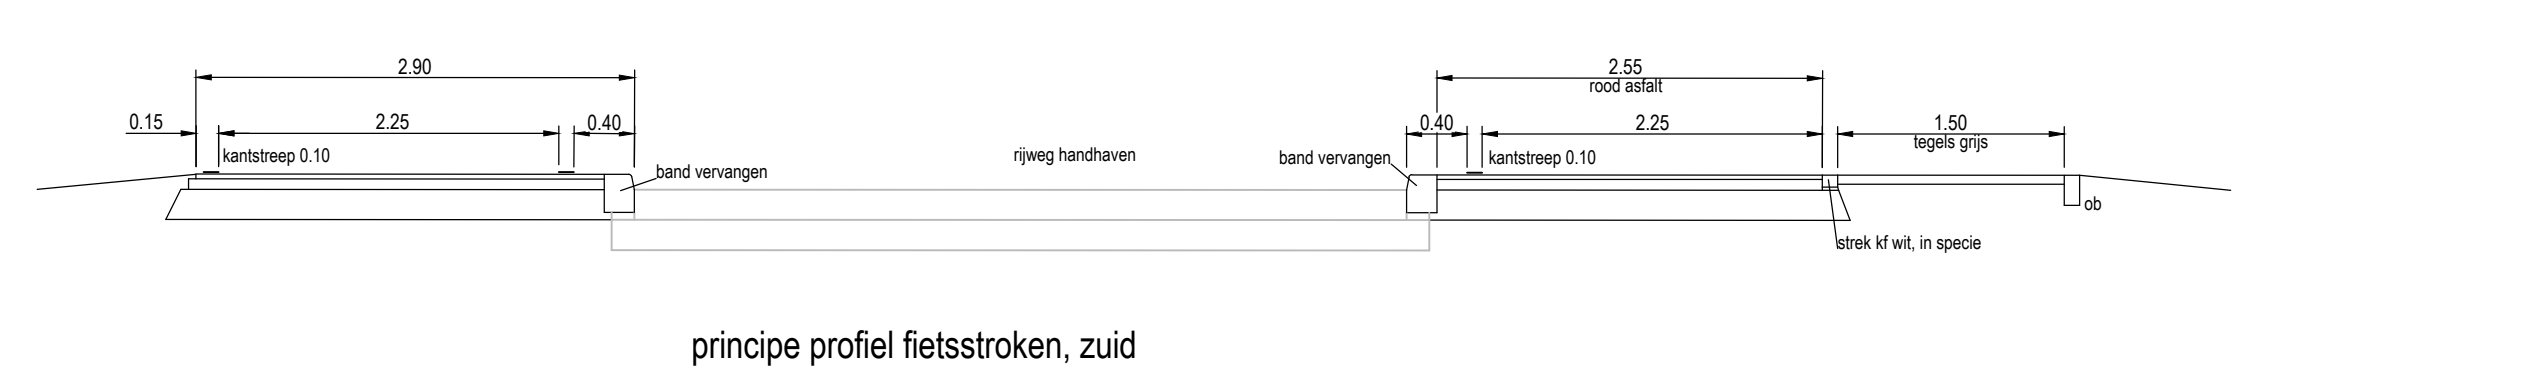 2.90
2.55
rood asfalt
0.15
2.25
0.40
0.40
2.25
1.50
tegels grijs
kantstreep 0.10
band vervangen
rijweg handhaven
band vervangen
kantstreep 0.10
ob
strek kf wit, in specie
principe profiel fietsstroken, zuid